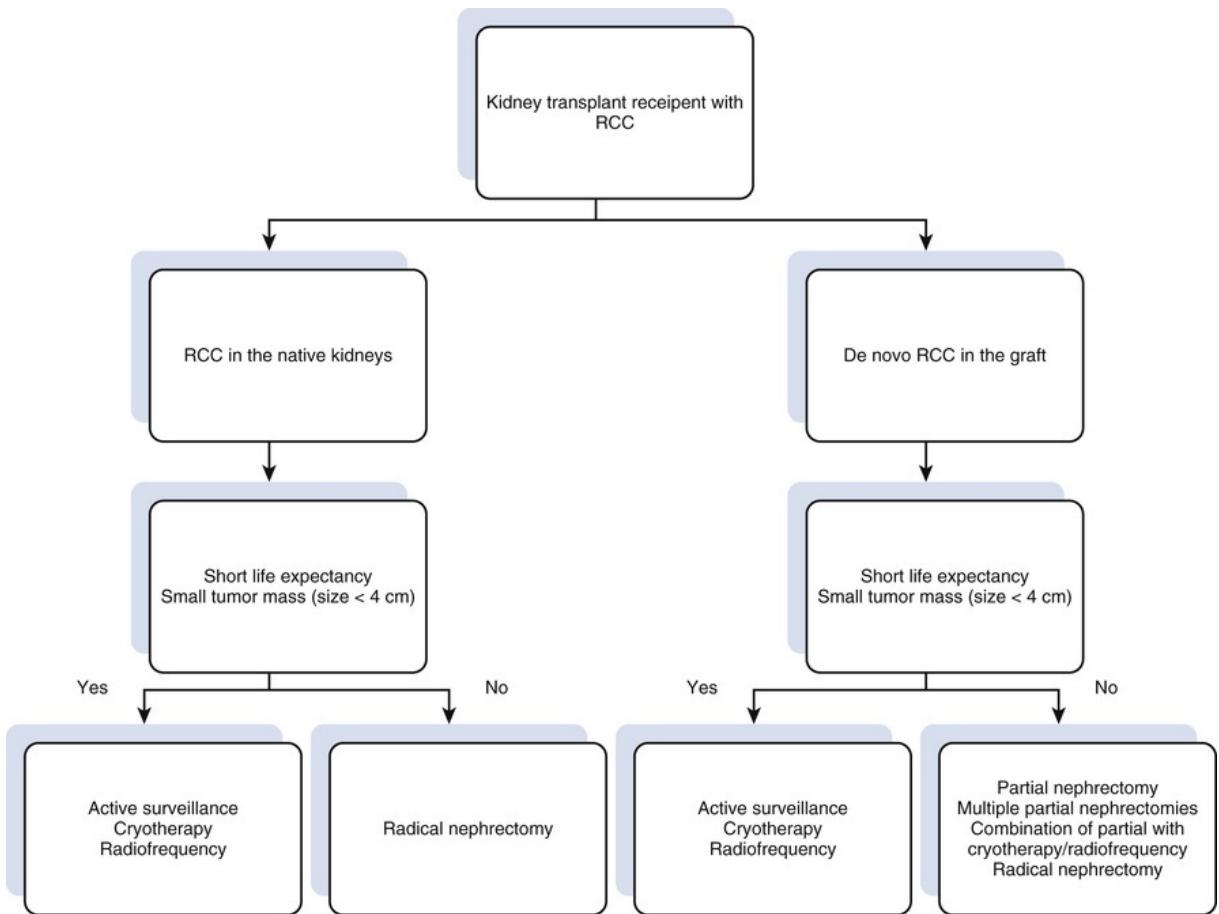 Kidney transplant receipent with
RCC
RCC in the native kidneys
De novo RCC in the graft
Short life expectancy
Small tumor mass (size < 4 cm)
Short life expectancy
Small tumor mass (size < 4 cm)
Yes
No
Yes
No
Active surveillance
Cryotherapy
Radiofrequency
Radical nephrectomy
Active surveillance
Cryotherapy
Radiofrequency
Partial nephrectomy
Multiple partial nephrectomies
Combination of partial with
cryotherapy/radiofrequency
Radical nephrectomy